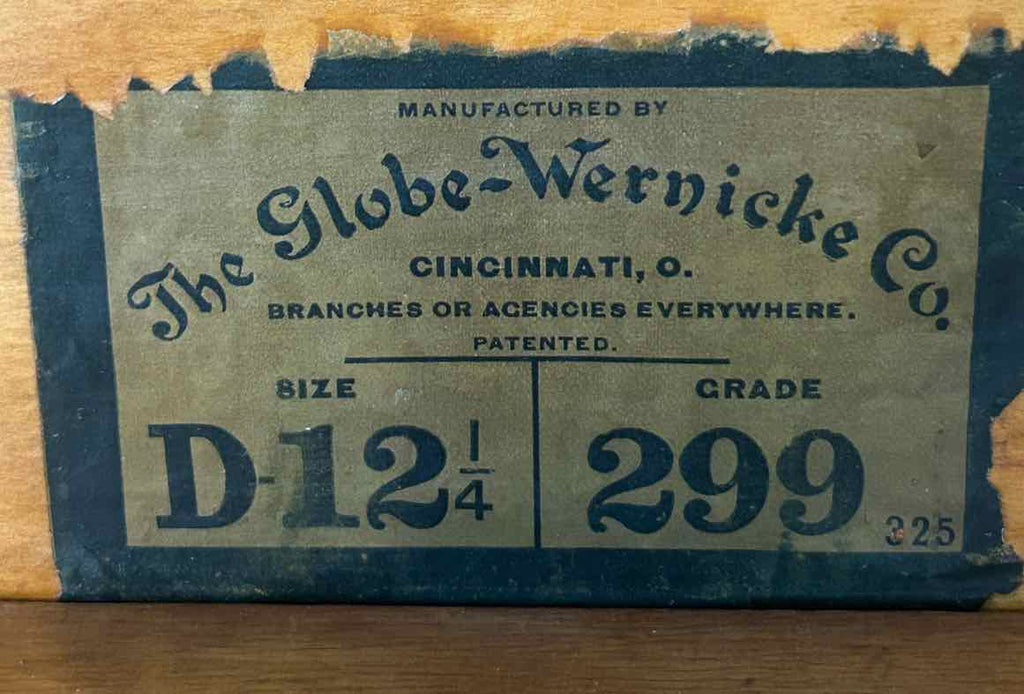 MANUFACTURED BY
The Globe-Wernicke Co.
CINCINNATI, O.
BRANCHES OR AGENCIES EVERYWHERE.
PATENTED.
SIZE
D-12 1/4
GRADE
299
325